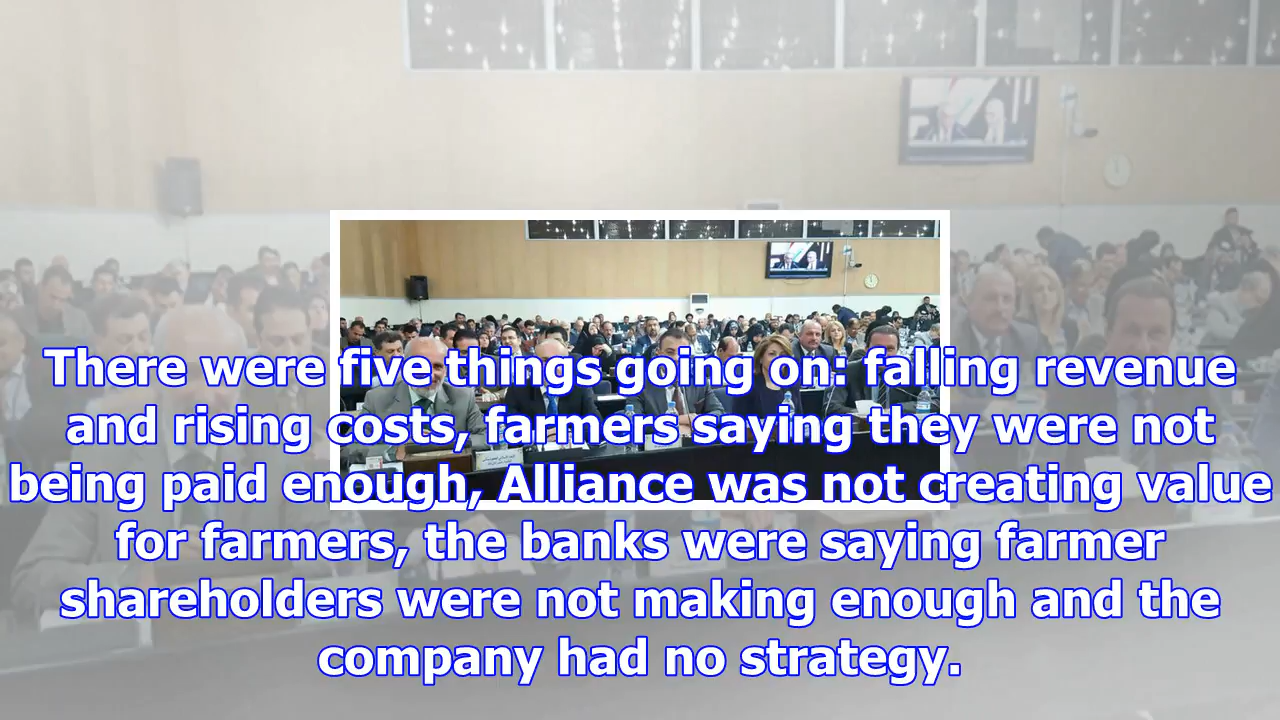 There were five things going on: falling revenue
and rising costs, farmers saying they were not
being paid enough, Alliance was not creating value
for farmers, the banks were saying farmer
shareholders were not making enough and the
company had no strategy.